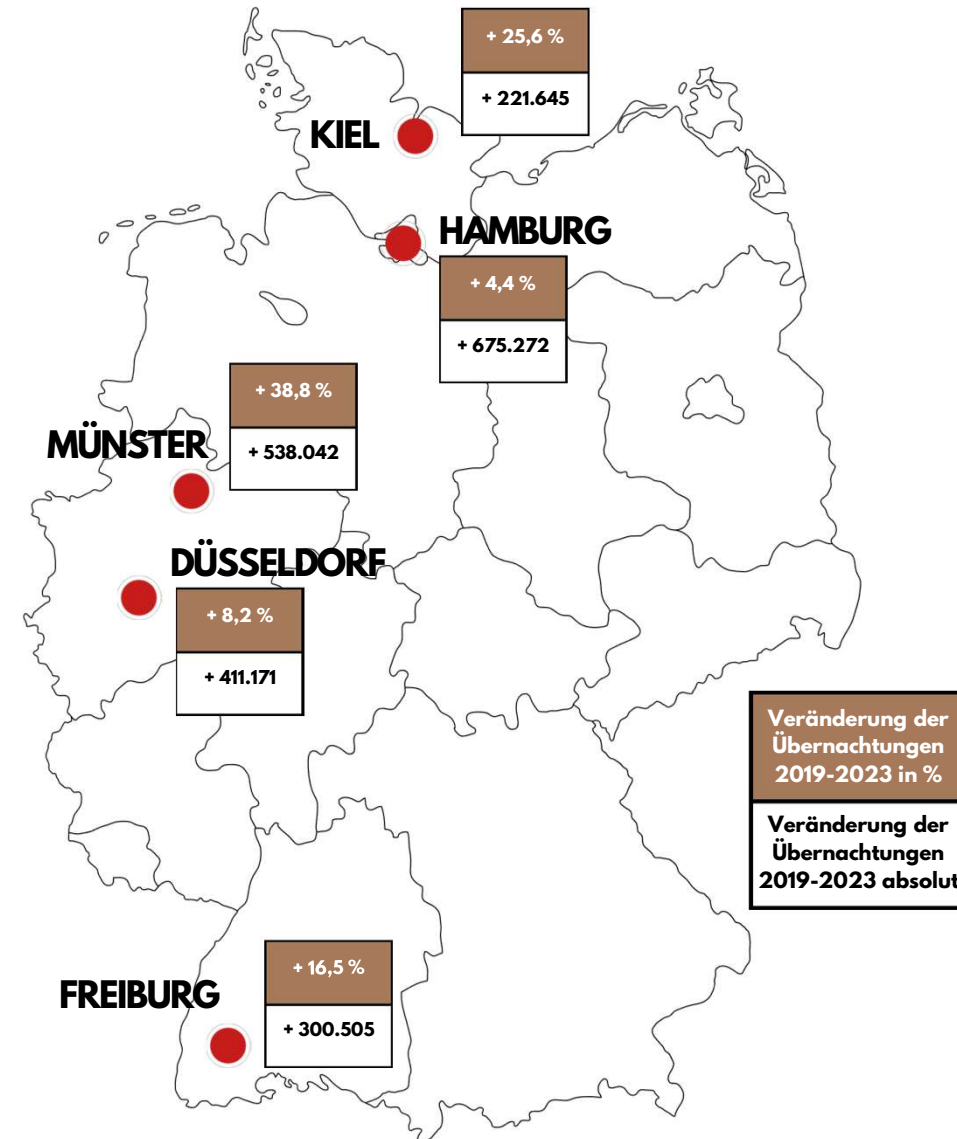 + 25,6 %
+ 221.645
KIEL
HAMBURG
+ 4,4 %
+ 675.272
+ 38,8 %
MÜNSTER
+ 538.042
DÜSSELDORF
+ 8,2 %
+ 411.171
Veränderung der
Übernachtungen
2019-2023 in %
Veränderung der
Übernachtungen
2019-2023 absolut
+ 16,5 %
FREIBURG
+ 300.505